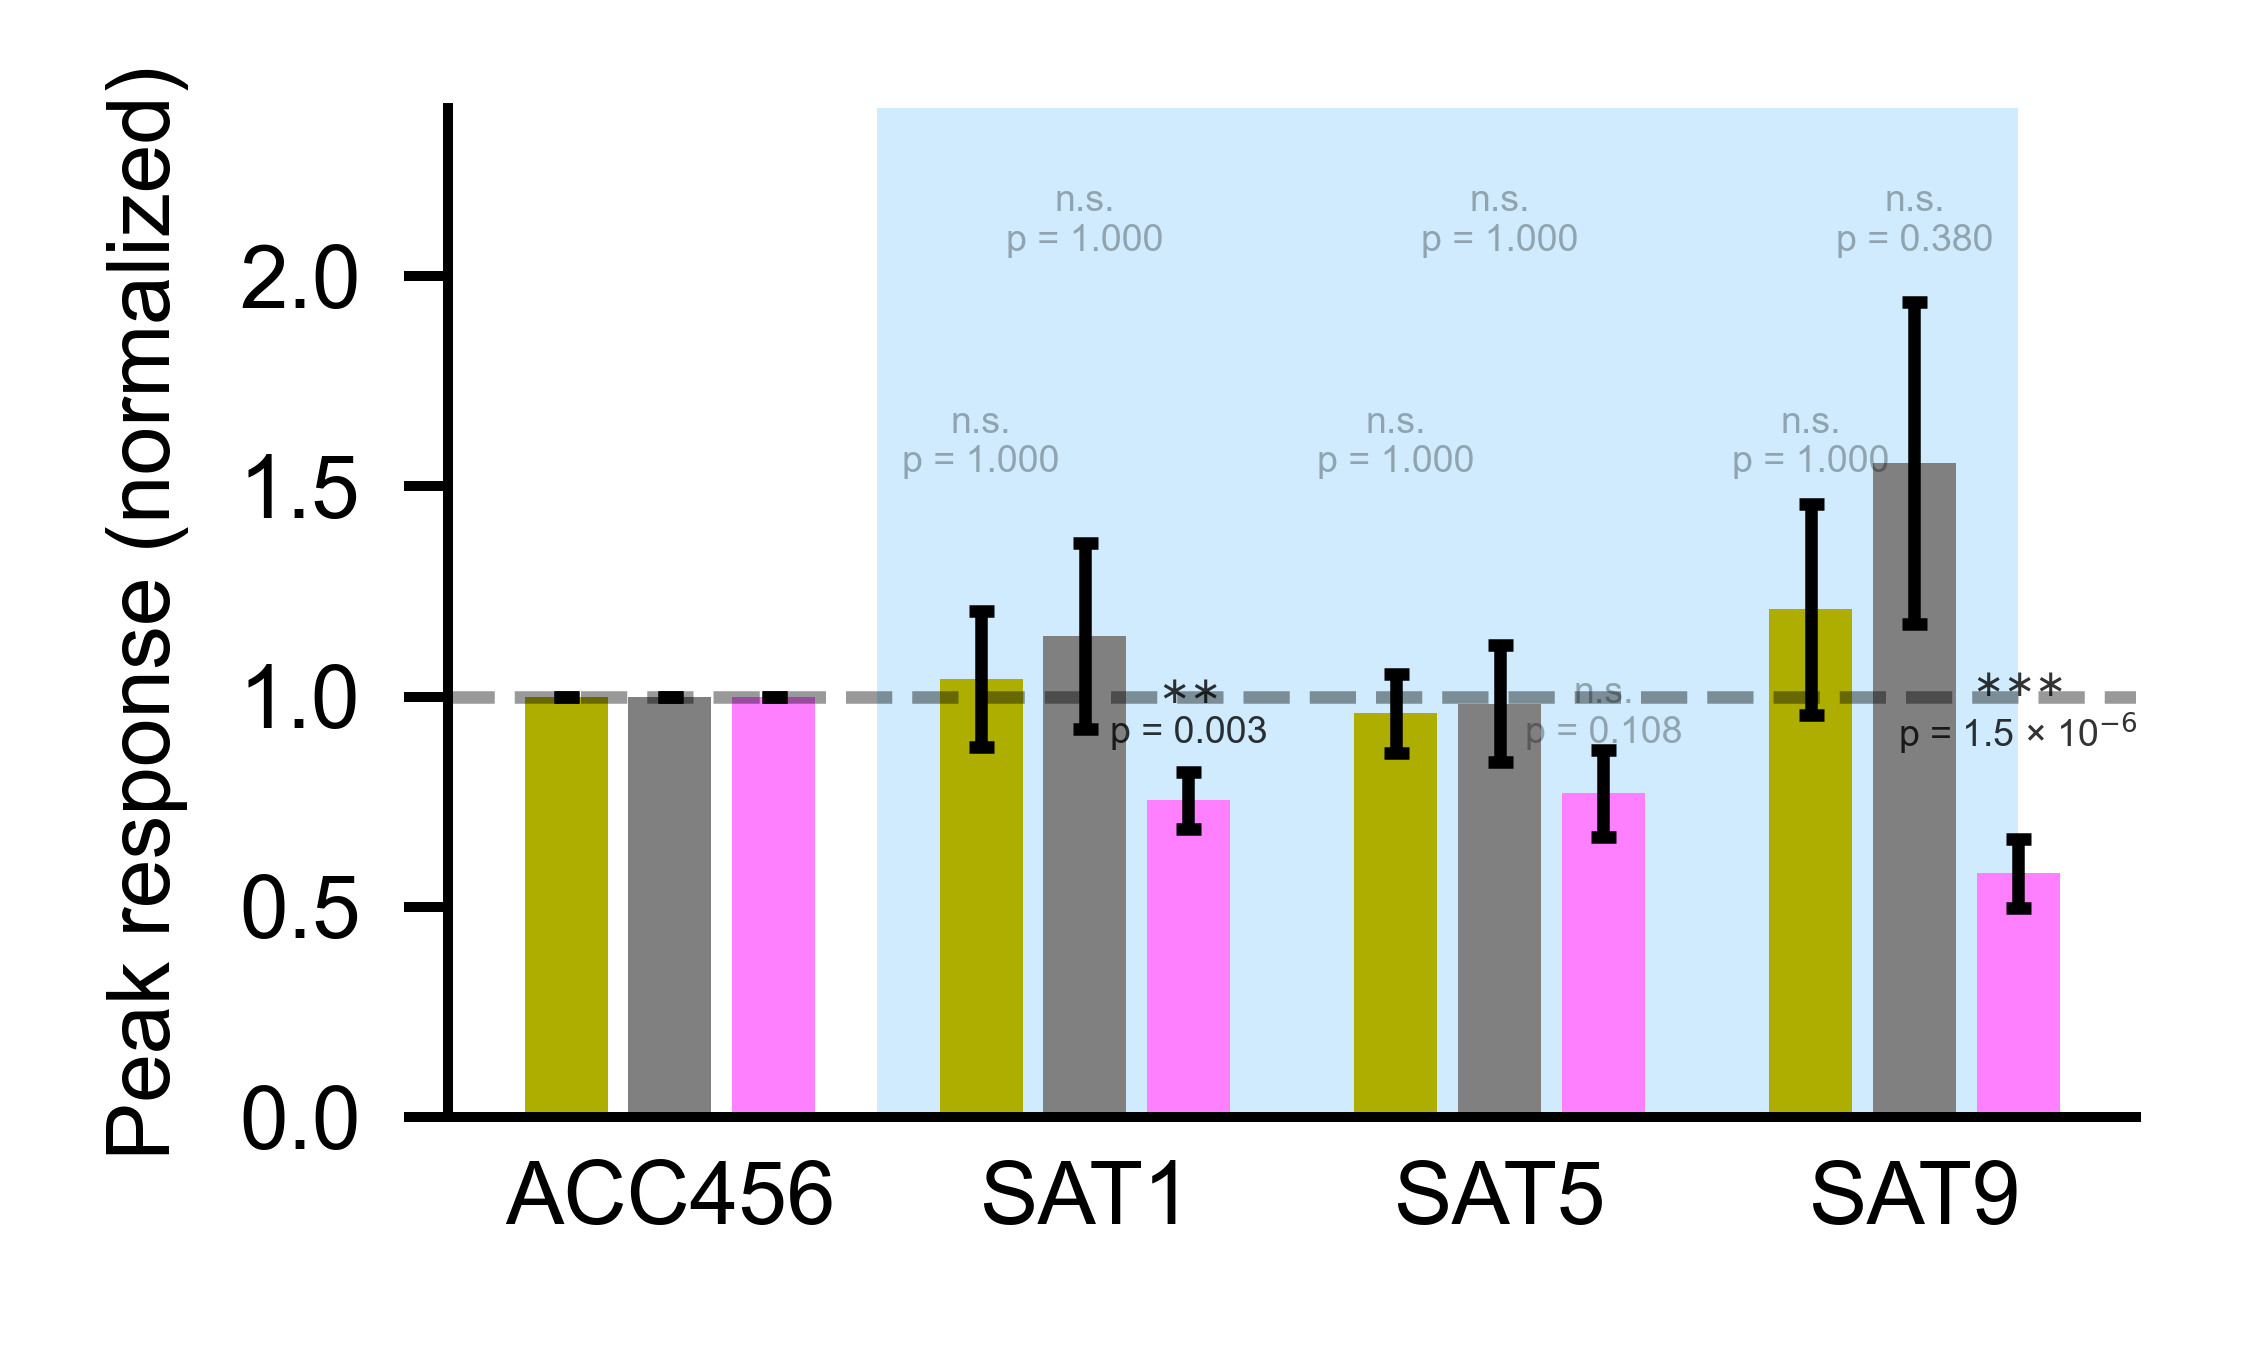 Peak response (normalized)
2.0
1.5
1.0
0.5
0.0
n.s.
p = 1.000
n.s.
p = 1.000
n.s.
p = 0.380
n.s.
p = 1.000
n.s.
p = 1.000
n.s.
p = 1.000
**
p = 0.003
n.s.
p = 0.108
***
p = 1.5 × 10⁻⁶
ACC456
SAT1
SAT5
SAT9